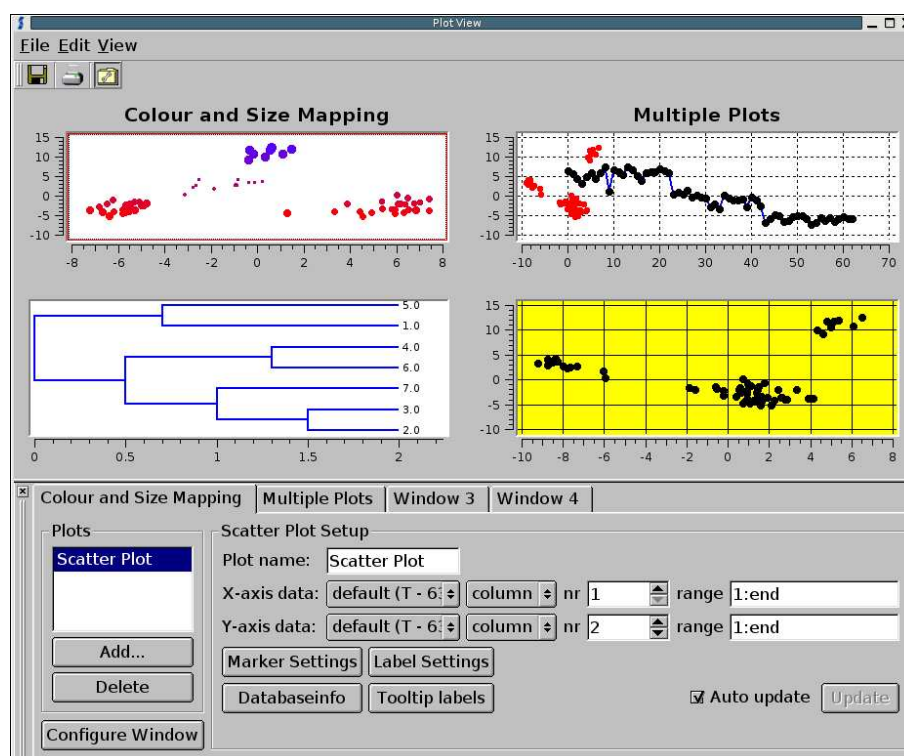 Plot View
File Edit View
Colour and Size Mapping
15
10
5
0
-5
-10
-8 -6 -4 -2 0 2 4 6 8
Multiple Plots
15
10
5
0
-5
-10
-10 0 10 20 30 40 50 60 70
5.0
1.0
4.0
6.0
7.0
3.0
2.0
0 0.5 1 1.5 2
15
10
5
0
-5
-10
-10 -8 -6 -4 -2 0 2 4 6 8
Colour and Size Mapping Multiple Plots Window 3 Window 4
Plots
Scatter Plot
Add...
Delete
Configure Window
Scatter Plot Setup
Plot name: Scatter Plot
X-axis data: default (T - 63 column nr 1 range 1:end
Y-axis data: default (T - 63 column nr 2 range 1:end
Marker Settings Label Settings
Databaseinfo Tooltip labels
Auto update Update